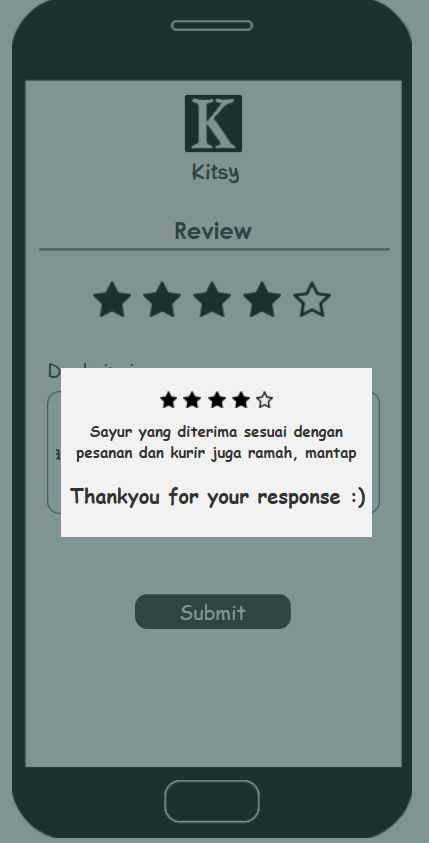 K
Kitsy
Review
Sayur yang diterima sesuai dengan
pesanan dan kurir juga ramah, mantap
Thankyou for your response :)
Submit